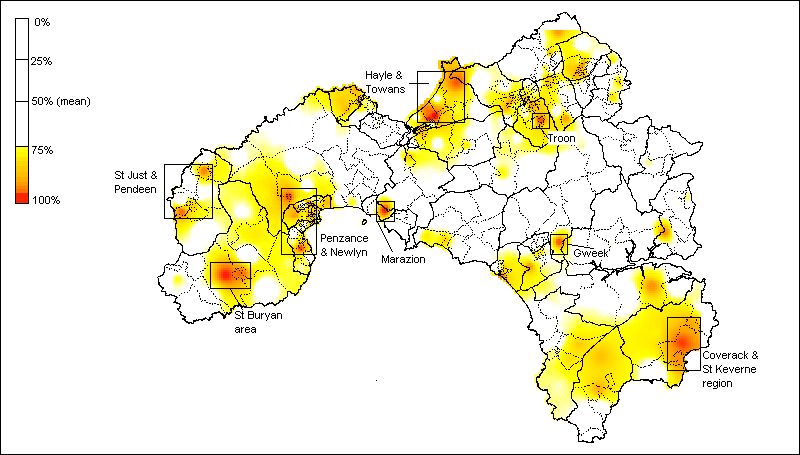 0%
25%
50% (mean)
75%
100%
Hayle &
Towans
Troon
St Just &
Pendeen
Penzance
& Newlyn
Marazion
Gweek
St Buryan
area
Coverack &
St Keverne
region